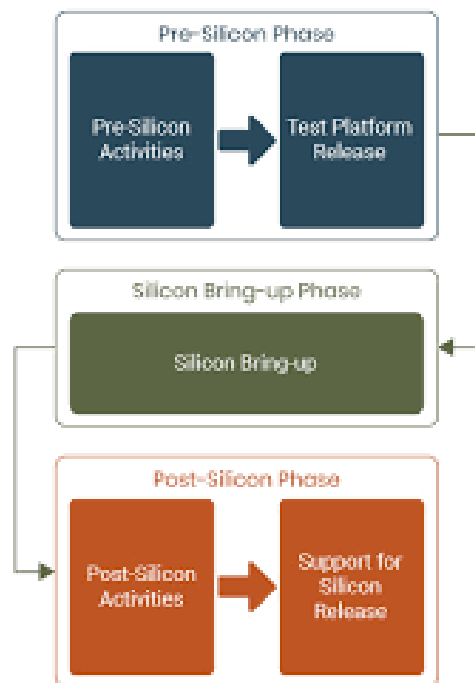 Pre-Silicon Phase
Pre-Silicon
Activities
Test Platform
Release
Silicon Bring-up Phase
Silicon Bring-up
Post-Silicon Phase
Post-Silicon
Activities
Support for
Silicon
Release